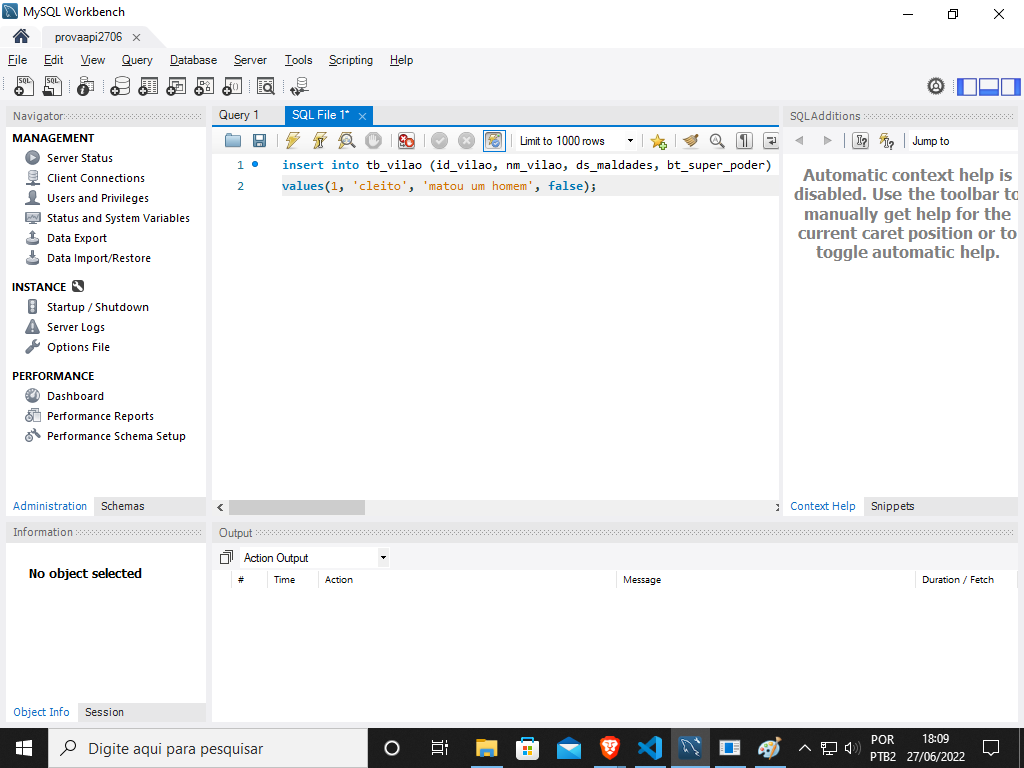 MySQL Workbench
provaapi2706
File Edit View Query Database Server Tools Scripting Help
Navigator
MANAGEMENT
Server Status
Client Connections
Users and Privileges
Status and System Variables
Data Export
Data Import/Restore
INSTANCE
Startup / Shutdown
Server Logs
Options File
PERFORMANCE
Dashboard
Performance Reports
Performance Schema Setup
Administration Schemas
Information
No object selected
Object Info Session
Query 1 SQL File 1*
Limit to 1000 rows
1 insert into tb_vilao (id_vilao, nm_vilao, ds_maldades, bt_super_poder)
2 values(1, 'cleito', 'matou um homem', false);
Output
Action Output
# Time Action Message Duration / Fetch
SQLAdditions
Jump to
Automatic context help is
disabled. Use the toolbar to
manually get help for the
current caret position or to
toggle automatic help.
Context Help Snippets
Digite aqui para pesquisar
POR
PTB2
18:09
27/06/2022